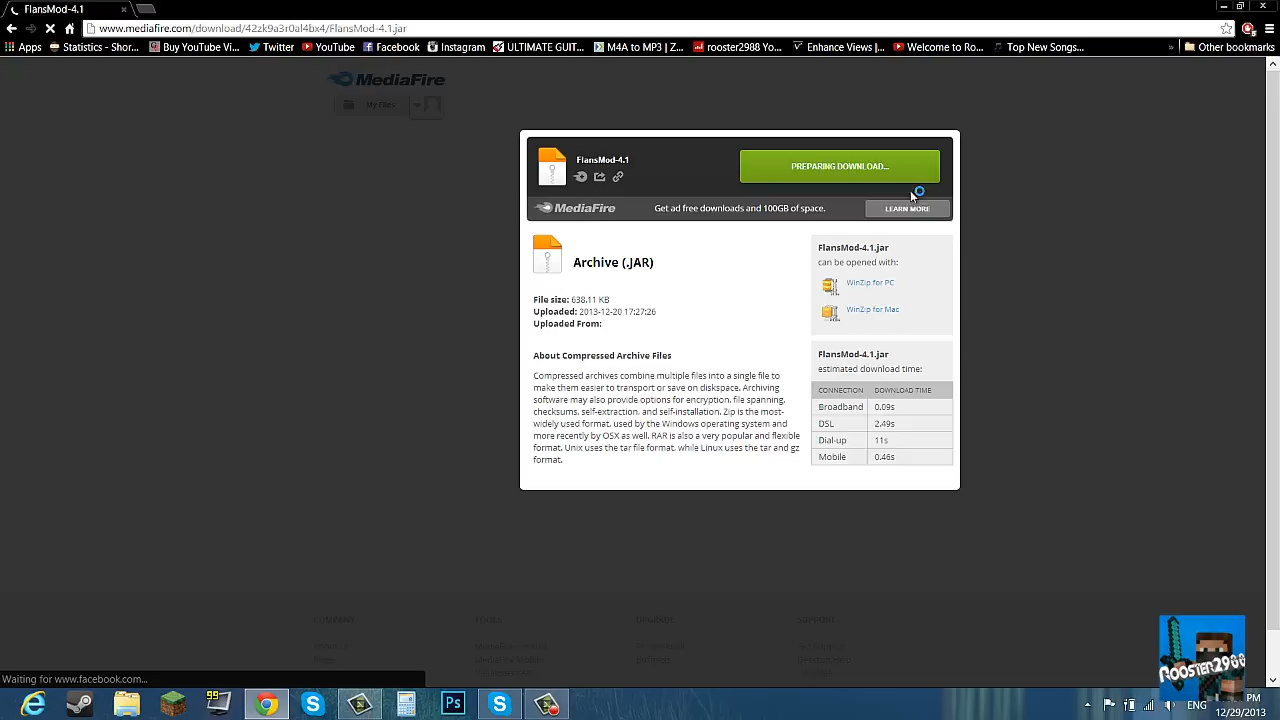 FlansMod-4.1
www.mediafire.com/download/42zk9a3r0al4bx4/FlansMod-4.1.jar
Apps
Statistics - Shor...
Buy YouTube Vi...
Twitter
YouTube
Facebook
Instagram
ULTIMATE GUIT...
M4A to MP3 | Z...
rooster2988 Yo...
Enhance Views |...
Welcome to Ro...
Top New Songs...
»
Other bookmarks
MediaFire
My Files
FlansMod-4.1
PREPARING DOWNLOAD...
MediaFire
Get ad free downloads and 100GB of space.
LEARN MORE
Archive (.JAR)
File size: 638.11 KB
Uploaded: 2013-12-20 17:27:26
Uploaded From:
About Compressed Archive Files
Compressed archives combine multiple files into a single file to
make them easier to transport or save on diskspace. Archiving
software may also provide options for encryption, file spanning,
checksums, self-extraction, and self-installation. Zip is the most-
widely used format, used by the Windows operating system and
more recently by OSX as well. RAR is also a very popular and flexible
format. Unix uses the tar file format, while Linux uses the tar and gz
format.
FlansMod-4.1.jar
can be opened with:
WinZip for PC
WinZip for Mac
FlansMod-4.1.jar
estimated download time:
CONNECTION DOWNLOAD TIME
Broadband 0.09s
DSL 2.49s
Dial-up 11s
Mobile 0.46s
COMPANY
TOOLS
UPGRADE
SUPPORT
Waiting for www.facebook.com...
Rooster2988
99
Ps
ENG
PM
12/29/2013